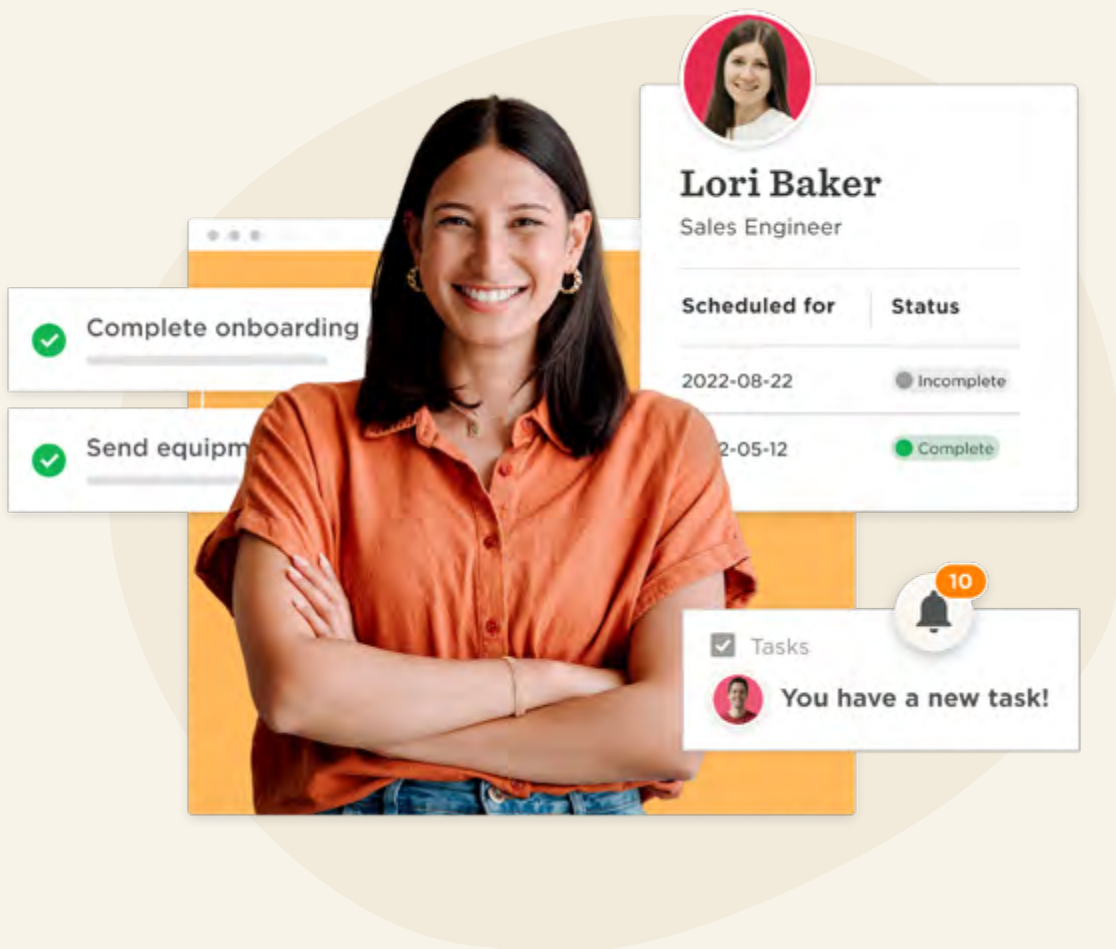 Lori Baker
Sales Engineer
Scheduled for Status
2022-08-22 Incomplete
2-05-12 Complete
Complete onboarding
Send equipm
10
Tasks
You have a new task!